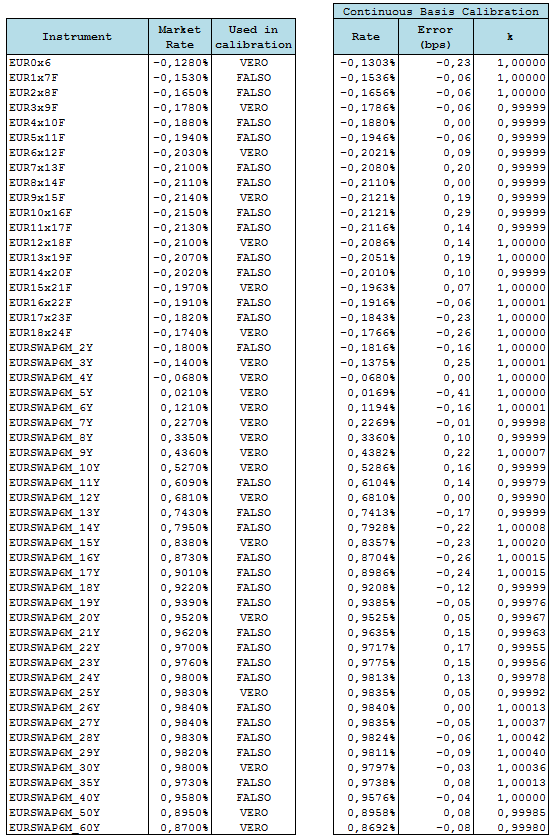 Continuous Basis Calibration
Instrument Market Rate Used in calibration Rate Error (bps) k
EUR0x6 -0,1280% VERO -0,1303% -0,23 1,00000
EUR1x7F -0,1530% FALSO -0,1536% -0,06 1,00000
EUR2x8F -0,1650% FALSO -0,1656% -0,06 1,00000
EUR3x9F -0,1780% VERO -0,1786% -0,06 0,99999
EUR4x10F -0,1880% FALSO -0,1880% 0,00 0,99999
EUR5x11F -0,1940% FALSO -0,1946% -0,06 0,99999
EUR6x12F -0,2030% VERO -0,2021% 0,09 0,99999
EUR7x13F -0,2100% FALSO -0,2080% 0,20 0,99999
EUR8x14F -0,2110% FALSO -0,2110% 0,00 0,99999
EUR9x15F -0,2140% VERO -0,2121% 0,19 0,99999
EUR10x16F -0,2150% FALSO -0,2121% 0,29 0,99999
EUR11x17F -0,2130% FALSO -0,2116% 0,14 0,99999
EUR12x18F -0,2100% VERO -0,2086% 0,14 1,00000
EUR13x19F -0,2070% FALSO -0,2051% 0,19 1,00000
EUR14x20F -0,2020% FALSO -0,2010% 0,10 0,99999
EUR15x21F -0,1970% VERO -0,1963% 0,07 1,00000
EUR16x22F -0,1910% FALSO -0,1916% -0,06 1,00001
EUR17x23F -0,1820% FALSO -0,1843% -0,23 1,00000
EUR18x24F -0,1740% VERO -0,1766% -0,26 1,00000
EURSWAP6M_2Y -0,1800% FALSO -0,1816% -0,16 1,00000
EURSWAP6M_3Y -0,1400% VERO -0,1375% 0,25 1,00001
EURSWAP6M_4Y -0,0680% VERO -0,0680% 0,00 1,00000
EURSWAP6M_5Y 0,0210% VERO 0,0169% -0,41 1,00000
EURSWAP6M_6Y 0,1210% VERO 0,1194% -0,16 1,00001
EURSWAP6M_7Y 0,2270% VERO 0,2269% -0,01 0,99998
EURSWAP6M_8Y 0,3350% VERO 0,3360% 0,10 0,99999
EURSWAP6M_9Y 0,4360% VERO 0,4382% 0,22 1,00007
EURSWAP6M_10Y 0,5270% VERO 0,5286% 0,16 0,99999
EURSWAP6M_11Y 0,6090% FALSO 0,6104% 0,14 0,99979
EURSWAP6M_12Y 0,6810% VERO 0,6810% 0,00 0,99990
EURSWAP6M_13Y 0,7430% FALSO 0,7413% -0,17 0,99999
EURSWAP6M_14Y 0,7950% FALSO 0,7928% -0,22 1,00008
EURSWAP6M_15Y 0,8380% VERO 0,8357% -0,23 1,00020
EURSWAP6M_16Y 0,8730% FALSO 0,8704% -0,26 1,00015
EURSWAP6M_17Y 0,9010% FALSO 0,8986% -0,24 1,00015
EURSWAP6M_18Y 0,9220% FALSO 0,9208% -0,12 0,99999
EURSWAP6M_19Y 0,9390% FALSO 0,9385% -0,05 0,99976
EURSWAP6M_20Y 0,9520% VERO 0,9525% 0,05 0,99967
EURSWAP6M_21Y 0,9620% FALSO 0,9635% 0,15 0,99963
EURSWAP6M_22Y 0,9700% FALSO 0,9717% 0,17 0,99955
EURSWAP6M_23Y 0,9760% FALSO 0,9775% 0,15 0,99956
EURSWAP6M_24Y 0,9800% FALSO 0,9813% 0,13 0,99978
EURSWAP6M_25Y 0,9830% VERO 0,9835% 0,05 0,99992
EURSWAP6M_26Y 0,9840% FALSO 0,9840% 0,00 1,00013
EURSWAP6M_27Y 0,9840% FALSO 0,9835% -0,05 1,00037
EURSWAP6M_28Y 0,9830% FALSO 0,9824% -0,06 1,00042
EURSWAP6M_29Y 0,9820% FALSO 0,9811% -0,09 1,00040
EURSWAP6M_30Y 0,9800% VERO 0,9797% -0,03 1,00036
EURSWAP6M_35Y 0,9730% FALSO 0,9738% 0,08 1,00013
EURSWAP6M_40Y 0,9580% FALSO 0,9576% -0,04 1,00000
EURSWAP6M_50Y 0,8950% VERO 0,8958% 0,08 0,99985
EURSWAP6M_60Y 0,8700% VERO 0,8692% -0,08 0,99980